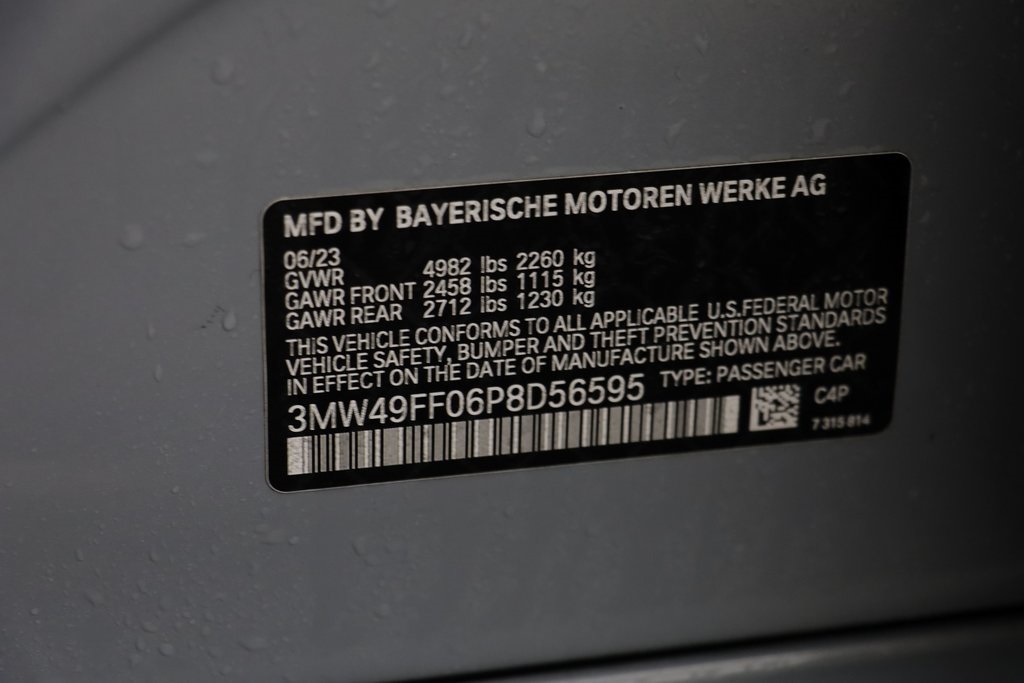 MFD BY BAYERISCHE MOTOREN WERKE AG
06/23
GVWR 4982 lbs 2260 kg
GAWR FRONT 2458 lbs 1115 kg
GAWR REAR 2712 lbs 1230 kg
THIS VEHICLE CONFORMS TO ALL APPLICABLE U.S.FEDERAL MOTOR
VEHICLE SAFETY, BUMPER AND THEFT PREVENTION STANDARDS
IN EFFECT ON THE DATE OF MANUFACTURE SHOWN ABOVE.
3MW49FF06P8D56595 TYPE: PASSENGER CAR
C4P
7 315 814